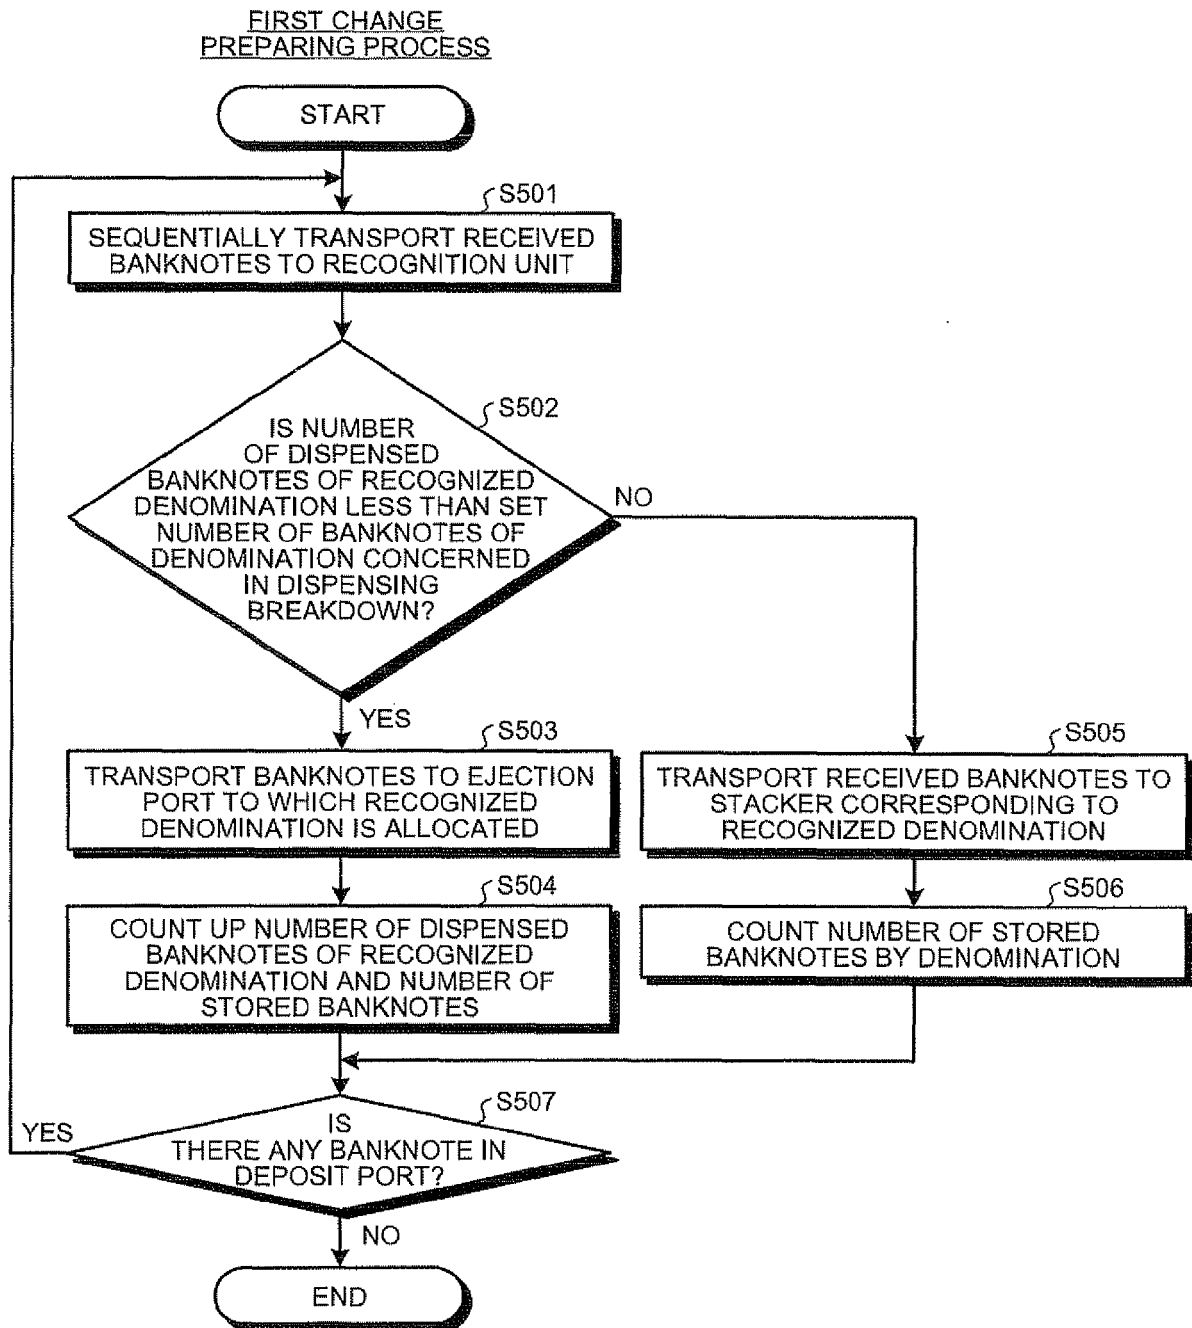 FIRST CHANGE
PREPARING PROCESS
START
S501
SEQUENTIALLY TRANSPORT RECEIVED
BANKNOTES TO RECOGNITION UNIT
S502
IS NUMBER
OF DISPENSED
BANKNOTES OF RECOGNIZED
DENOMINATION LESS THAN SET
NUMBER OF BANKNOTES OF
DENOMINATION CONCERNED
IN DISPENSING
BREAKDOWN?
NO
YES
S503
TRANSPORT BANKNOTES TO EJECTION
PORT TO WHICH RECOGNIZED
DENOMINATION IS ALLOCATED
S505
TRANSPORT RECEIVED BANKNOTES TO
STACKER CORRESPONDING TO
RECOGNIZED DENOMINATION
S504
COUNT UP NUMBER OF DISPENSED
BANKNOTES OF RECOGNIZED
DENOMINATION AND NUMBER OF
STORED BANKNOTES
S506
COUNT NUMBER OF STORED
BANKNOTES BY DENOMINATION
S507
IS
THERE ANY BANKNOTE IN
DEPOSIT PORT?
YES
NO
END